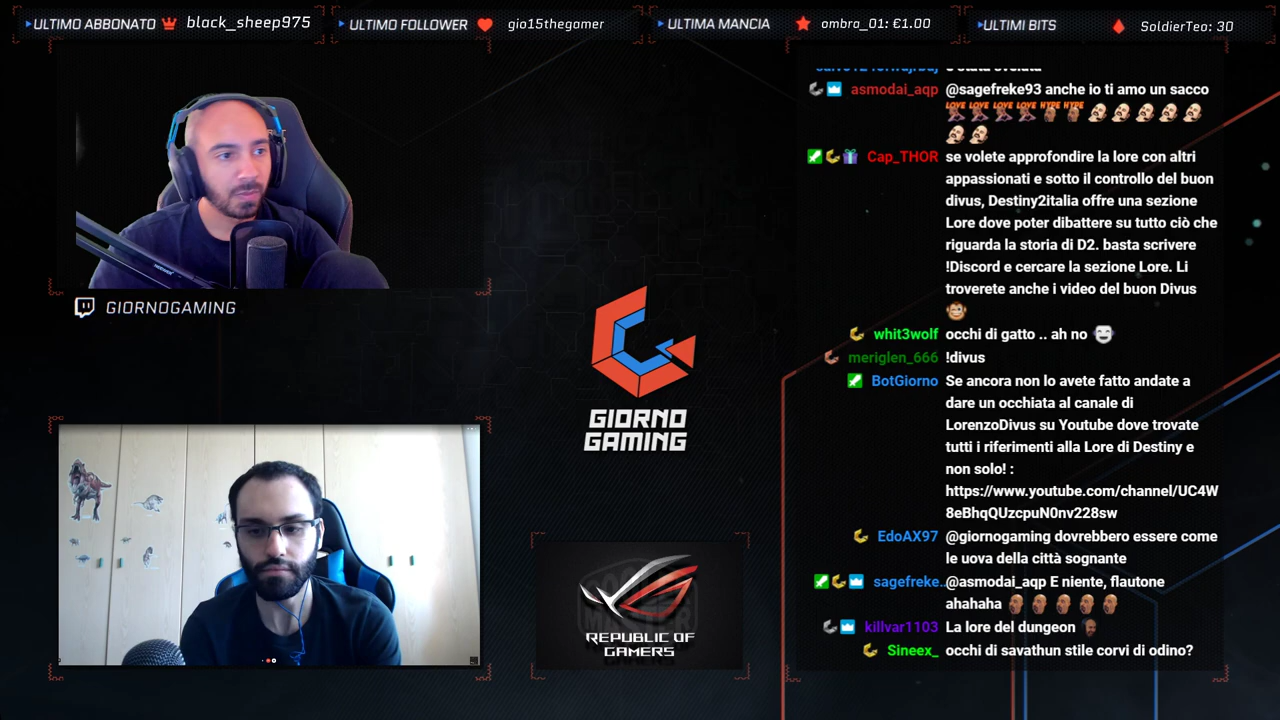 ULTIMO ABBONATO black_sheep975
ULTIMO FOLLOWER gio15thegamer
ULTIMA MANCIA ombra_01: €1.00
ULTIMI BITS SoldierTea: 30
asmodai_aqp @sagefreke93 anche io ti amo un sacco
LOVE LOVE LOVE LOVE HYPE HYPE
Cap_THOR se volete approfondire la lore con altri
appassionati e sotto il controllo del buon
divus, Destiny2italia offre una sezione
Lore dove poter dibattere su tutto ciò che
riguarda la storia di D2. basta scrivere
!Discord e cercare la sezione Lore. Li
troverete anche i video del buon Divus
whit3wolf occhi di gatto .. ah no
meriglen_666 !divus
BotGiorno Se ancora non lo avete fatto andate a
dare un occhiata al canale di
LorenzoDivus su Youtube dove trovate
tutti i riferimenti alla Lore di Destiny e
non solo! :
https://www.youtube.com/channel/UC4W
8eBhqQUzcpuN0nv228sw
EdoAX97 @giornogaming dovrebbero essere come
le uova della città sognante
sagefreke.. @asmodai_aqp E niente, flautone
ahahaha
killvar1103 La lore del dungeon
Sineex_ occhi di savathun stile corvi di odino?
GIORNOGAMING
GIORNO
GAMING
REPUBLIC OF
GAMERS